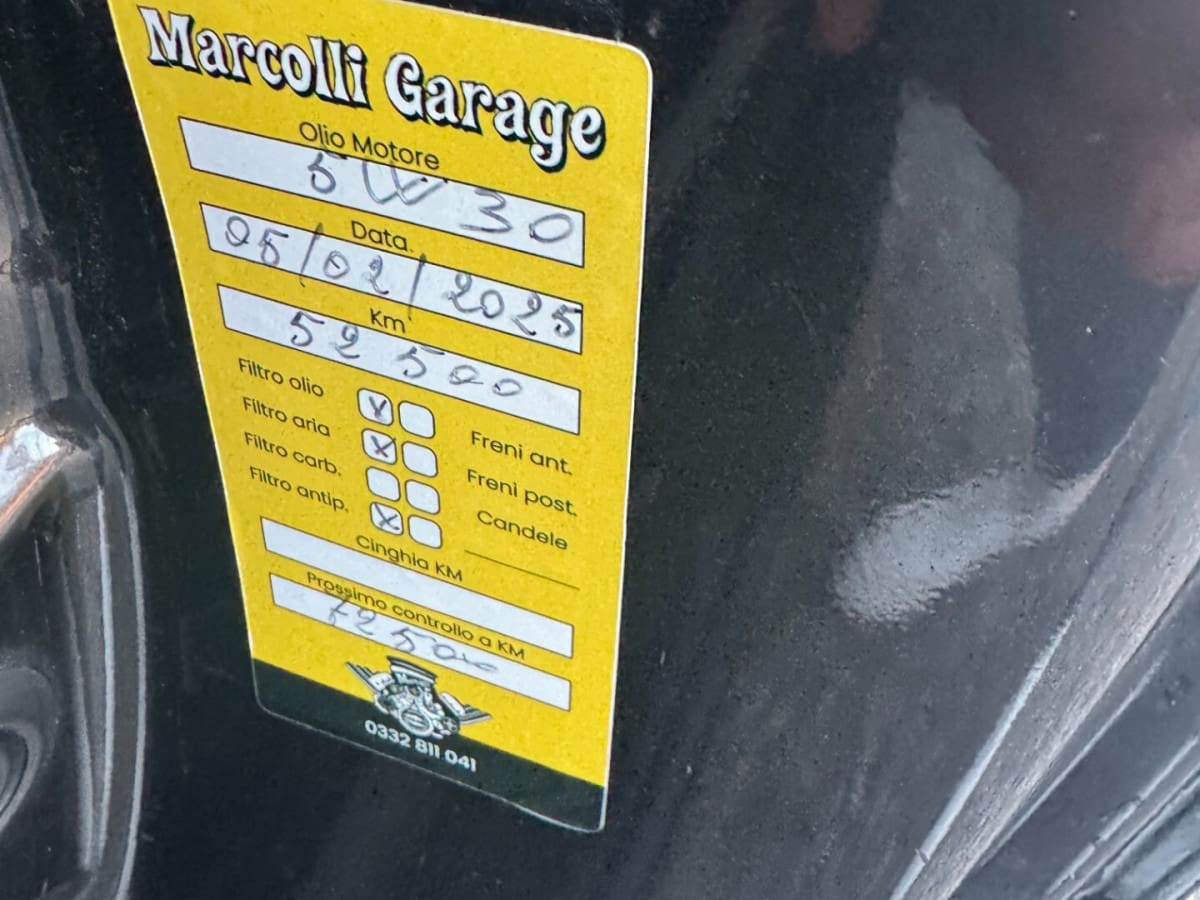 Marcolli Garage
Olio Motore
5W30
Data
05/02/2025
Km
52500
Filtro olio X
Filtro aria X Freni ant.
Filtro carb. Freni post.
Filtro antip. X Candele
Cinghia KM
Prossimo controllo a KM
72500
0332 811 041